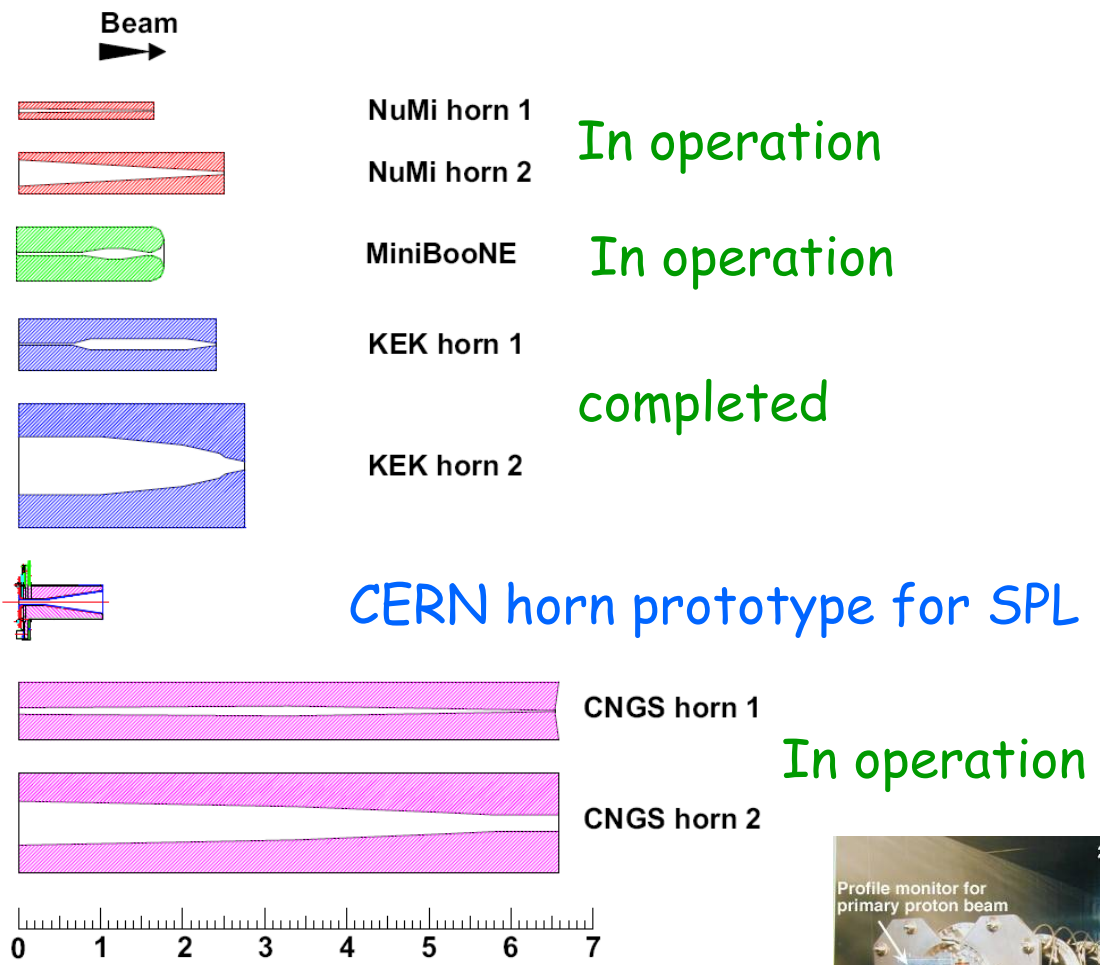 Beam
NuMi horn 1
In operation
NuMi horn 2
MiniBooNE
In operation
KEK horn 1
completed
KEK horn 2
CERN horn prototype for SPL
CNGS horn 1
In operation
CNGS horn 2
Profile monitor for
primary proton beam
0 1 2 3 4 5 6 7